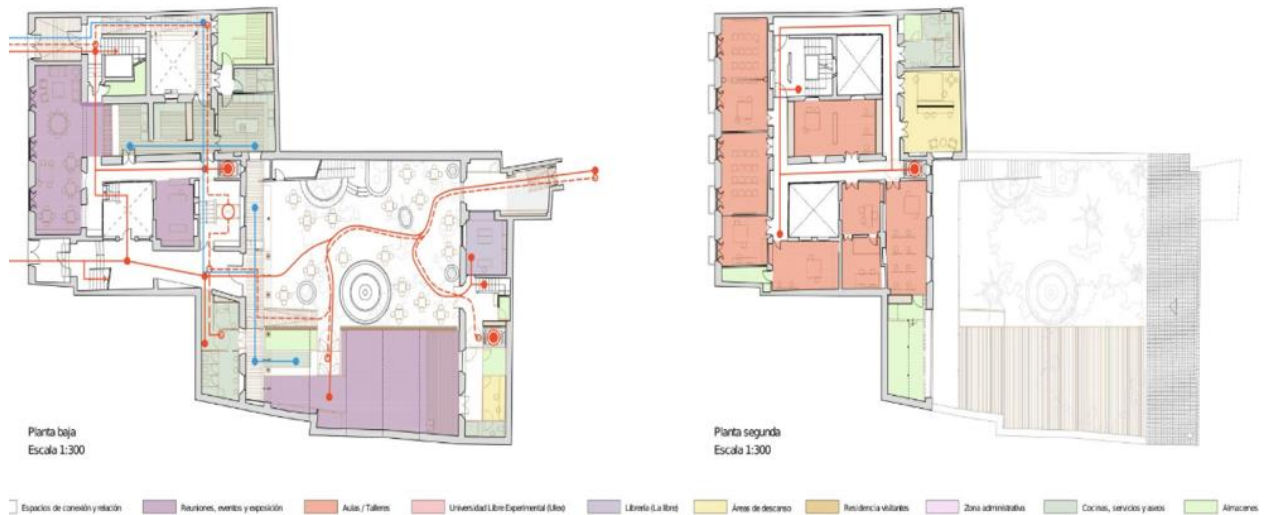 Planta baja
Escala 1:300
Planta segunda
Escala 1:300
Espacios de conexión y relación
Reuniones, eventos y exposición
Aulas / Talleres
Universidad Libre Experimental (Ulex)
Librería (La libre)
Áreas de descanso
Residencia visitantes
Zona administrativa
Cocinas, servicios y aseos
Almacenes